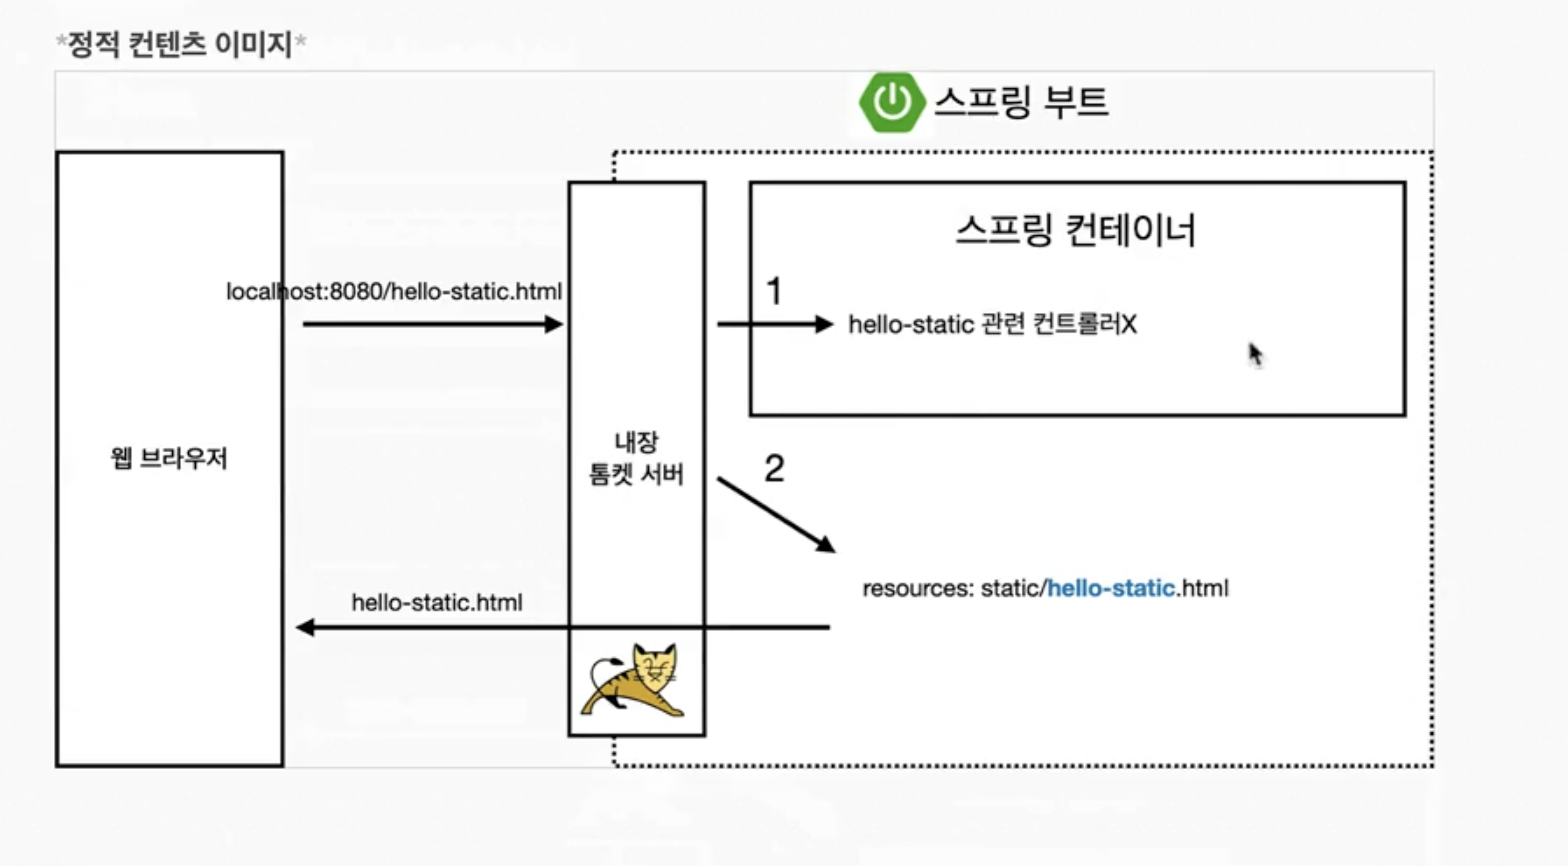 *정적 컨텐츠 이미지*
스프링 부트
스프링 컨테이너
localhost:8080/hello-static.html
1
hello-static 관련 컨트롤러X
웹 브라우저
내장
톰켓 서버
2
resources: static/hello-static.html
hello-static.html